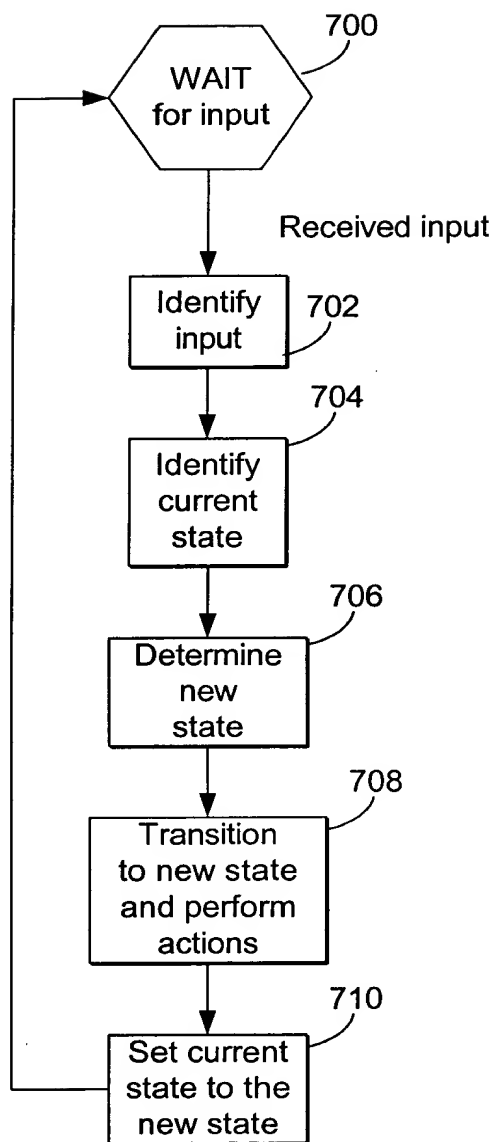 700
WAIT
for input
Received input
Identify
input
702
704
Identify
current
state
706
Determine
new
state
708
Transition
to new state
and perform
actions
710
Set current
state to the
new state